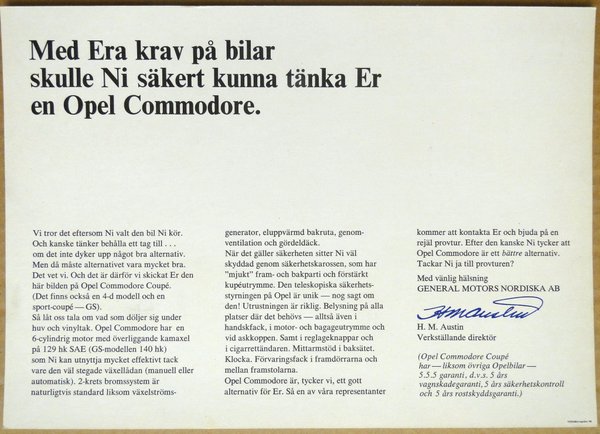 Med Era krav på bilar
skulle Ni säkert kunna tänka Er
en Opel Commodore.
Vi tror det eftersom Ni valt den bil Ni kör.
Och kanske tänker behålla ett tag till . . .
om det inte dyker upp något bra alternativ.
Men då måste alternativet vara mycket bra.
Det vet vi. Och det är därför vi skickat Er den
här bilden på Opel Commodore Coupé.
(Det finns också en 4-d modell och en
sport-coupé — GS).
Så låt oss tala om vad som döljer sig under
huv och vinyltak. Opel Commodore har en
6-cylindrig motor med överliggande kamaxel
på 129 hk SAE (GS-modellen 140 hk)
som Ni kan utnyttja mycket effektivt tack
vare den väl stegade växellådan (manuell eller
automatisk). 2-krets bromssystem är
naturligtvis standard liksom växelströms-
generator, eluppvärmd bakruta, genom-
ventilation och gördeldäck.
När det gäller säkerheten sitter Ni väl
skyddad genom säkerhetskarossen, som har
"mjukt" fram- och bakparti och förstärkt
kupéutrymme. Den teleskopiska säkerhets-
styrningen på Opel är unik — nog sagt om
den! Utrustningen är riklig. Belysning på alla
platser där det behövs — alltså även i
handskfack, i motor- och bagageutrymme och
vid askkoppen. Samt i reglageknappar och
i cigarrettändaren. Mittarmstöd i baksätet.
Klocka. Förvaringsfack i framdörrarna och
mellan framstolarna.
Opel Commodore är, tycker vi, ett gott
alternativ för Er. Så en av våra representanter
kommer att kontakta Er och bjuda på en
rejäl provtur. Efter den kanske Ni tycker att
Opel Commodore är ett bättre alternativ.
Tackar Ni ja till provturen?
Med vänlig hälsning
GENERAL MOTORS NORDISKA AB
H. M. Austin
Verkställande direktör
(Opel Commodore Coupé
har — liksom övriga Opelbilar —
5.5.5 garanti, d.v.s. 5 års
vagnskadegaranti, 5 års säkerhetskontroll
och 5 års rostskyddsgaranti.)